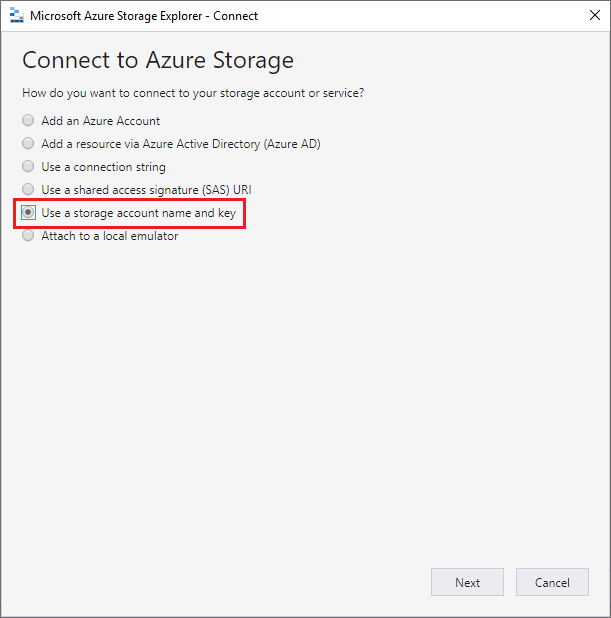 Microsoft Azure Storage Explorer - Connect
Connect to Azure Storage
How do you want to connect to your storage account or service?
Add an Azure Account
Add a resource via Azure Active Directory (Azure AD)
Use a connection string
Use a shared access signature (SAS) URI
Use a storage account name and key
Attach to a local emulator
Next Cancel